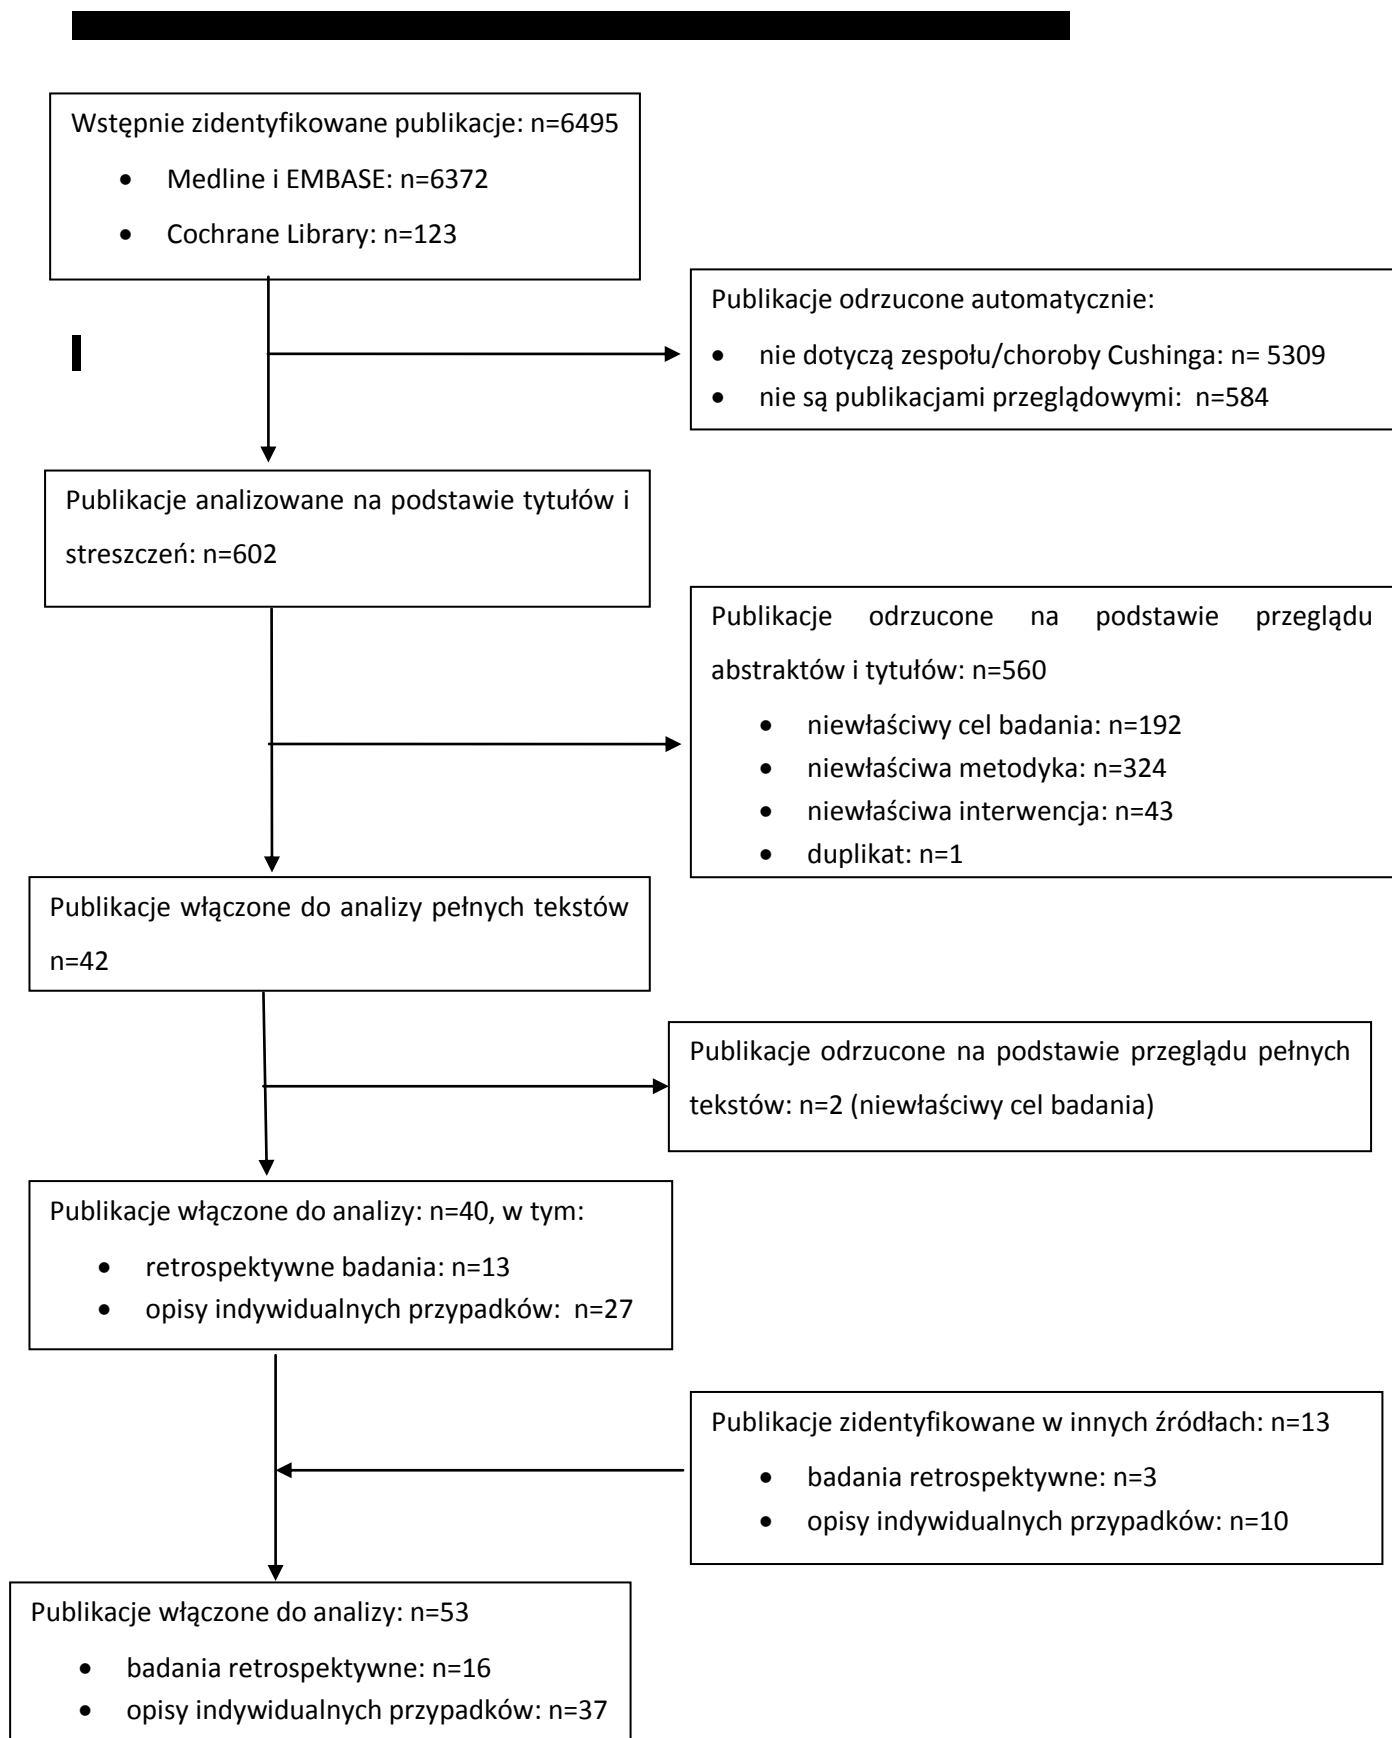 Wstępnie zidentyfikowane publikacje: n=6495
• Medline i EMBASE: n=6372
• Cochrane Library: n=123
Publikacje odrzucone automatycznie:
• nie dotyczą zespołu/choroby Cushinga: n= 5309
• nie są publikacjami przeglądowymi: n=584
Publikacje analizowane na podstawie tytułów i
streszczeń: n=602
Publikacje odrzucone na podstawie przeglądu
abstraktów i tytułów: n=560
• niewłaściwy cel badania: n=192
• niewłaściwa metodyka: n=324
• niewłaściwa interwencja: n=43
• duplikat: n=1
Publikacje włączone do analizy pełnych tekstów
n=42
Publikacje odrzucone na podstawie przeglądu pełnych
tekstów: n=2 (niewłaściwy cel badania)
Publikacje włączone do analizy: n=40, w tym:
• retrospektywne badania: n=13
• opisy indywidualnych przypadków: n=27
Publikacje zidentyfikowane w innych źródłach: n=13
• badania retrospektywne: n=3
• opisy indywidualnych przypadków: n=10
Publikacje włączone do analizy: n=53
• badania retrospektywne: n=16
• opisy indywidualnych przypadków: n=37